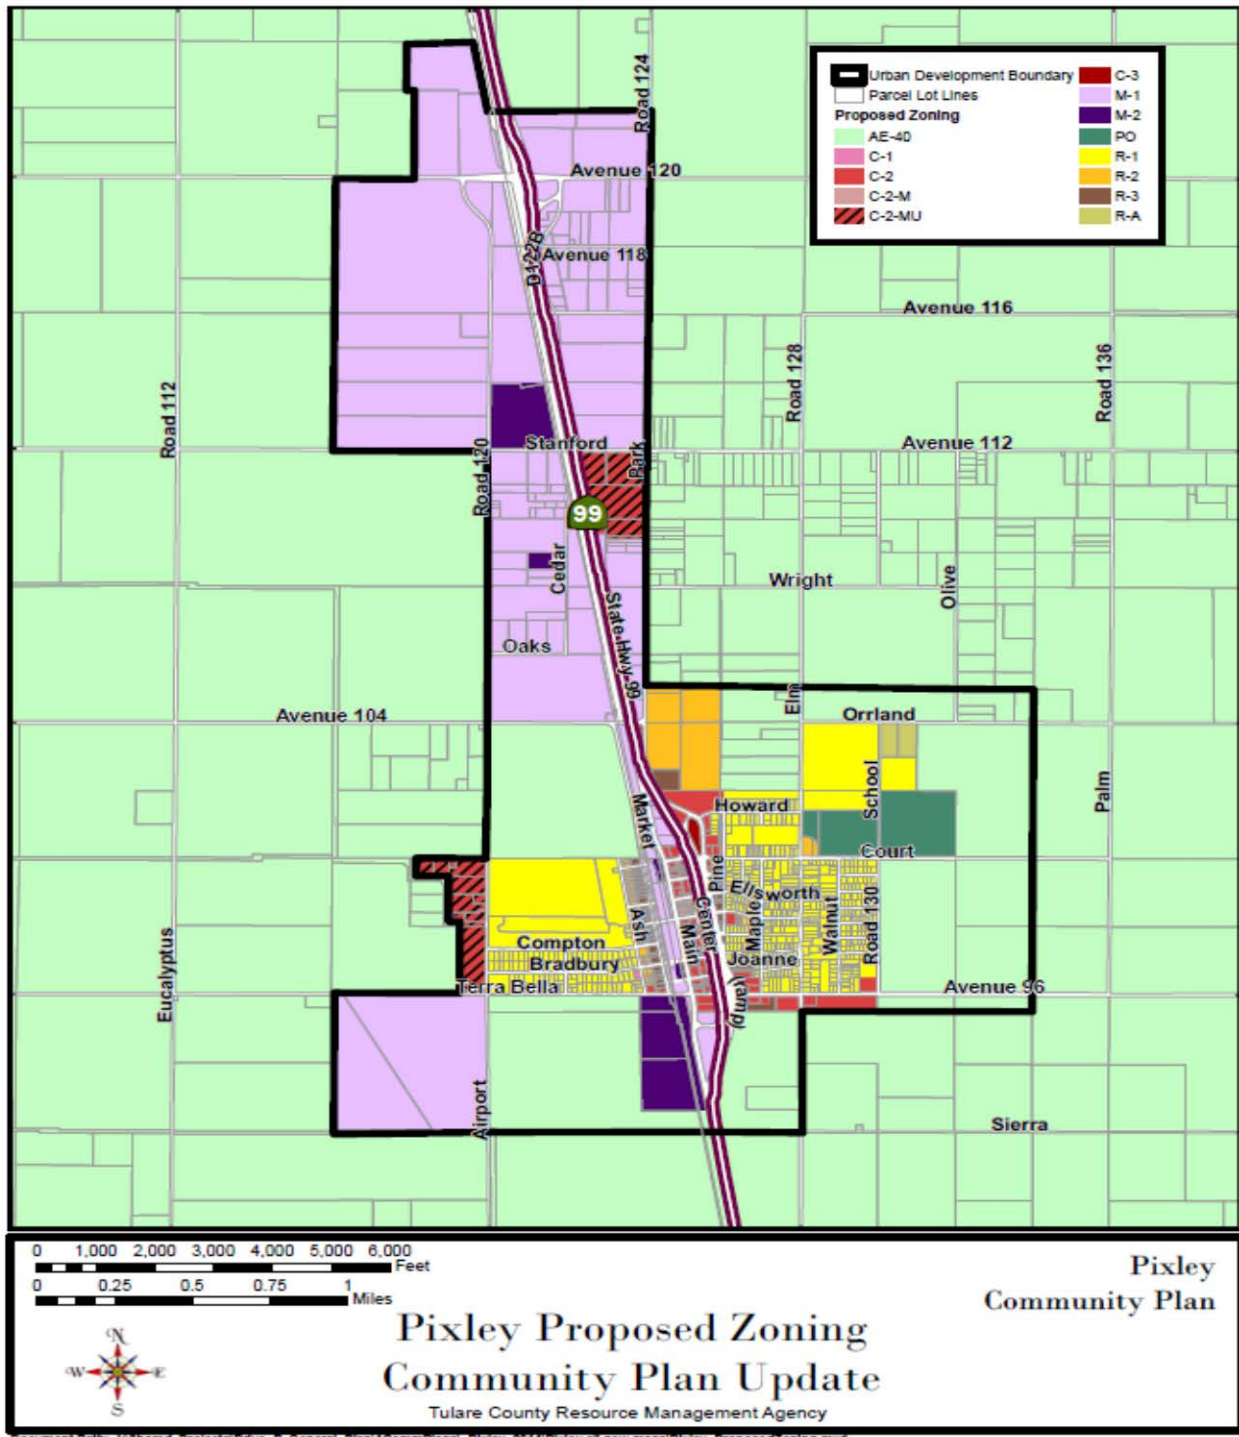 Road 124
Urban Development Boundary
Parcel Lot Lines
Proposed Zoning
AE-40
C-1
C-2
C-2-M
C-2-MU
C-3
M-1
M-2
PO
R-1
R-2
R-3
R-A
Avenue 120
D122B
Avenue 118
Avenue 116
Road 112
Road 128
Road 136
Road 120
Stanford
Park
Avenue 112
99
Cedar
Wright
Olive
State Hwy 99
Oaks
Avenue 104
Elm
Orrland
School
Palm
Market
Howard
Court
Pine
Ellsworth
Ash
Center
Main
Maple
Walnut
Road 130
Compton
Bradbury
Joanne
Eucalyptus
Terra Bella
(ramp)
Avenue 96
Airport
Sierra
0 1,000 2,000 3,000 4,000 5,000 6,000
Feet
0 0.25 0.5 0.75 1
Miles
N
W E
S
Pixley
Community Plan
Pixley Proposed Zoning
Community Plan Update
Tulare County Resource Management Agency